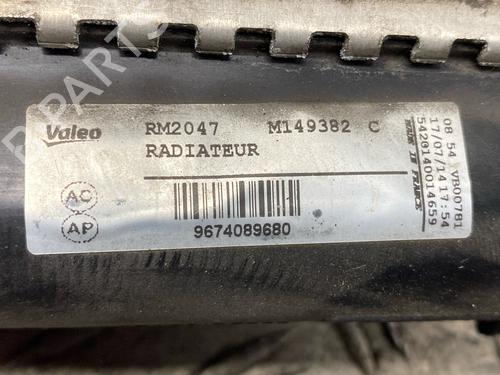 Valeo
RM2047 M149382 C
RADIATEUR
AC
AP
9674089680
MADE IN FRANCE
08 54 VB00781
17/07/14 17:54
5420140014659